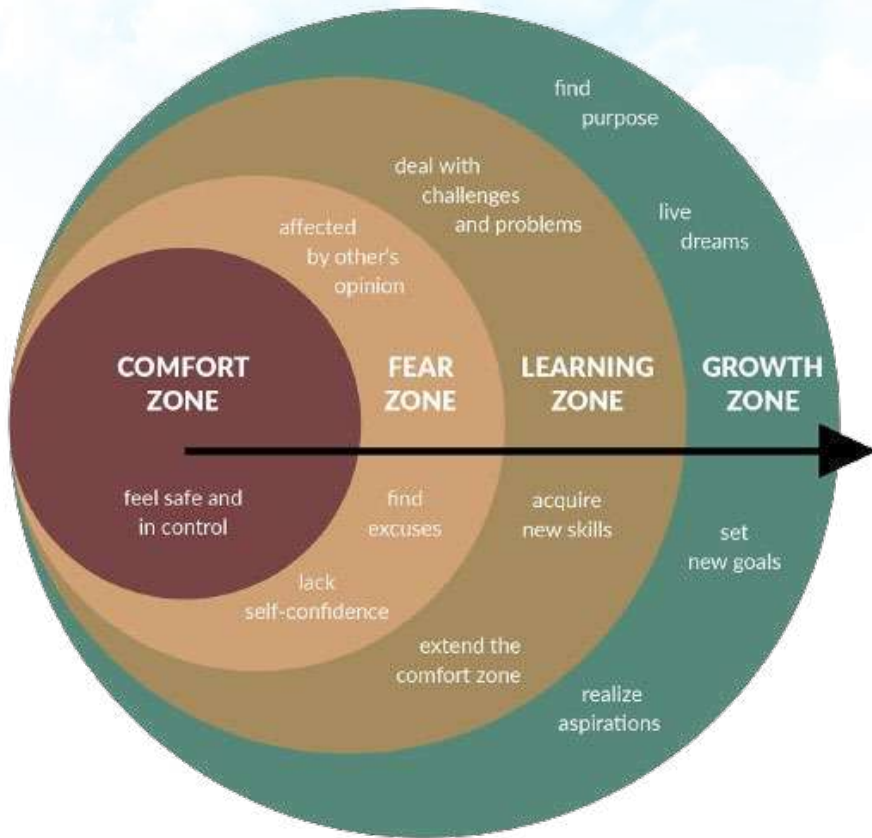 find
purpose
deal with
challenges
and problems
live
dreams
affected
by other's
opinion
COMFORT
ZONE
FEAR
ZONE
LEARNING
ZONE
GROWTH
ZONE
feel safe and
in control
find
excuses
acquire
new skills
set
new goals
lack
self-confidence
extend the
comfort zone
realize
aspirations